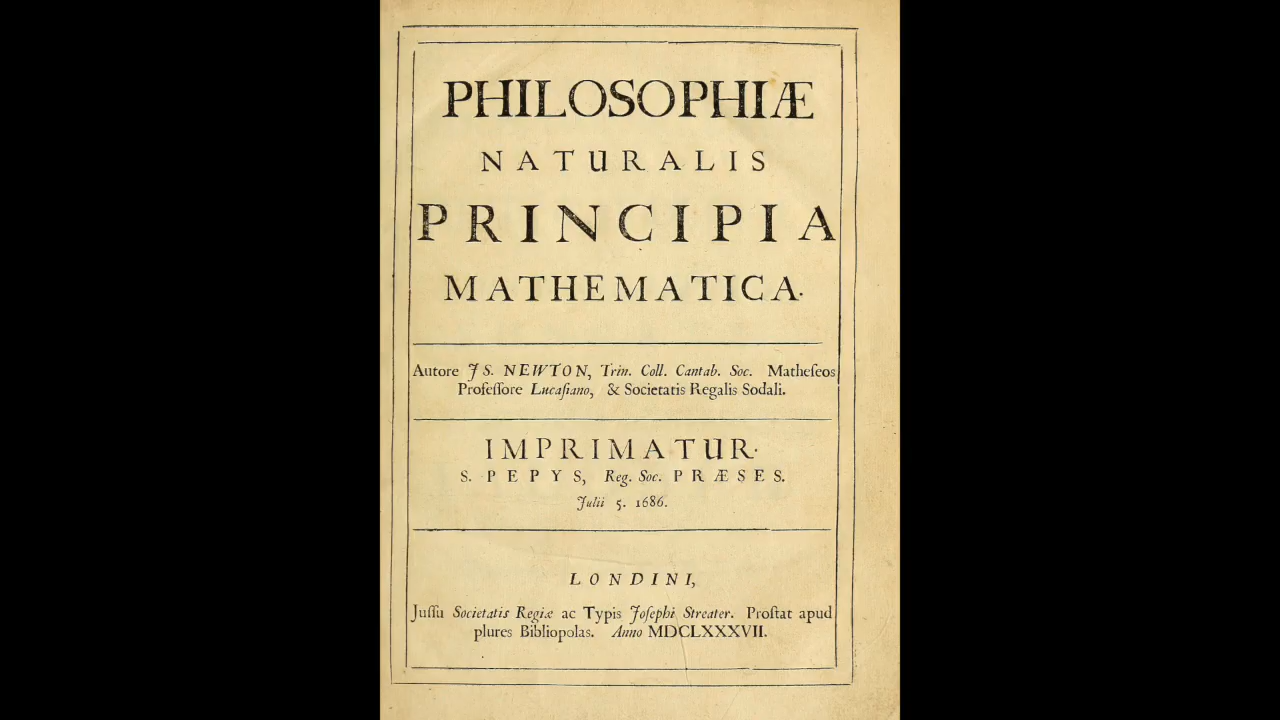 PHILOSOPHIÆ
NATURALIS
PRINCIPIA
MATHEMATICA.
Autore JS. NEWTON, Trin. Coll. Cantab. Soc. Matheſeos
Profeſſore Lucaſiano, & Societatis Regalis Sodali.
IMPRIMATUR.
S. PEPYS, Reg. Soc. PRÆSES.
Julii 5. 1686.
LONDINI,
Juſſu Societatis Regiæ ac Typis Joſephi Streater. Proſtat apud
plures Bibliopolas. Anno MDCLXXXVII.